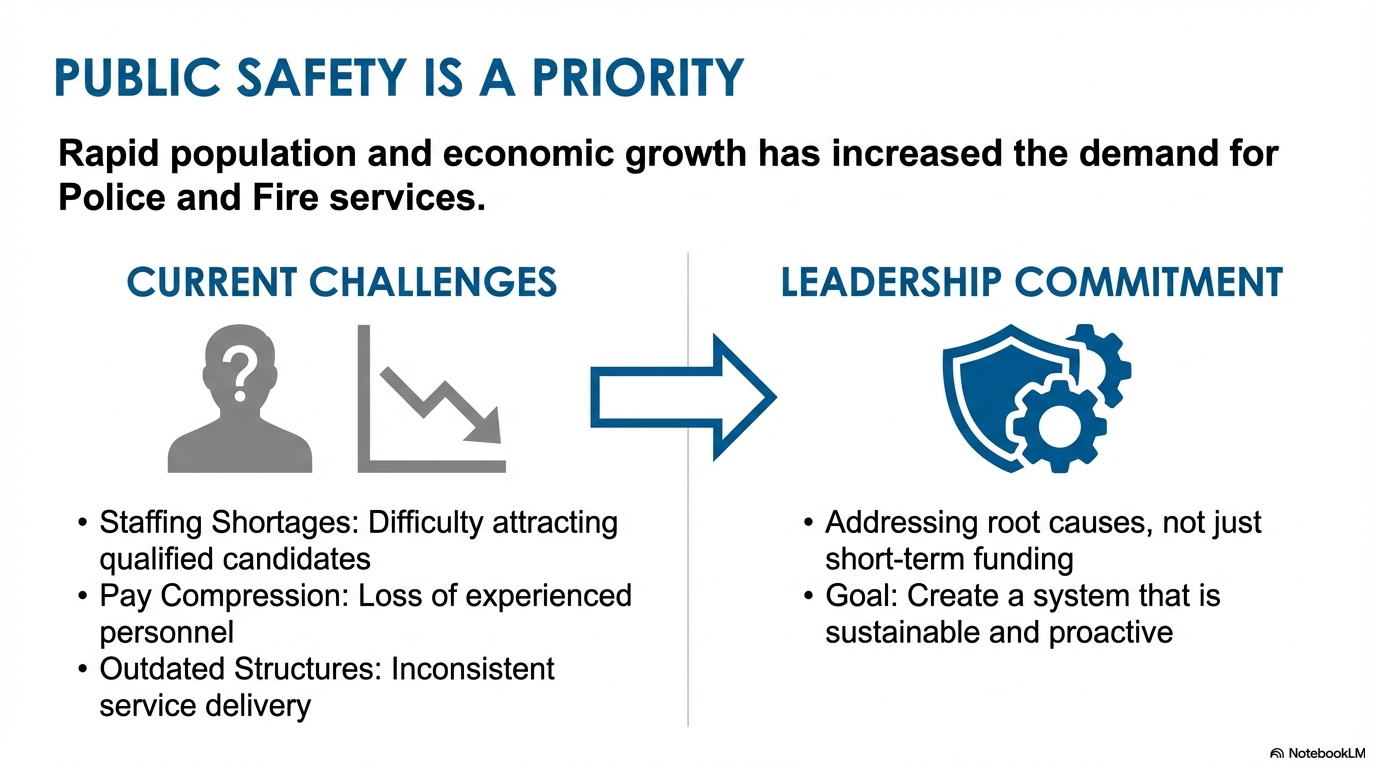 PUBLIC SAFETY IS A PRIORITY
Rapid population and economic growth has increased the demand for
Police and Fire services.
CURRENT CHALLENGES
?
• Staffing Shortages: Difficulty attracting
qualified candidates
• Pay Compression: Loss of experienced
personnel
• Outdated Structures: Inconsistent
service delivery
LEADERSHIP COMMITMENT
• Addressing root causes, not just
short-term funding
• Goal: Create a system that is
sustainable and proactive
NotebookLM